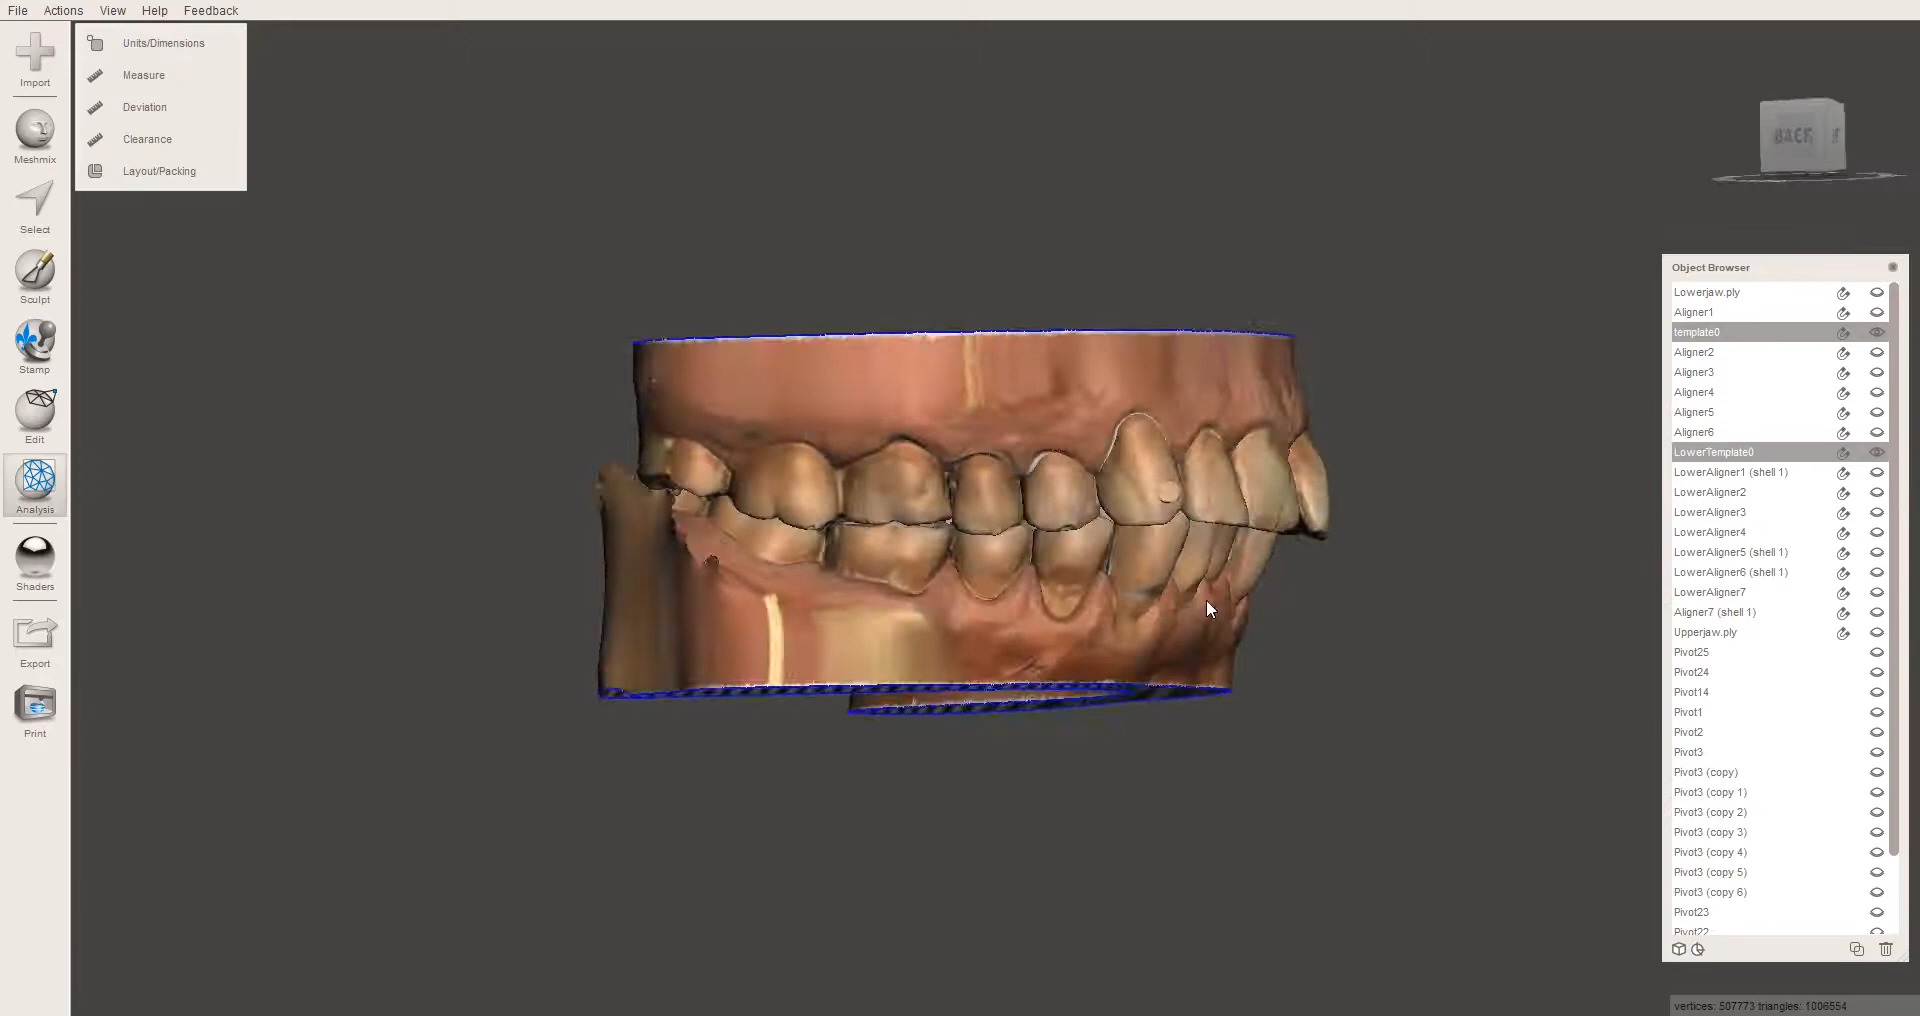 File Actions View Help Feedback
Import
Meshmix
Select
Sculpt
Stamp
Edit
Analysis
Shaders
Export
Print
Units/Dimensions
Measure
Deviation
Clearance
Layout/Packing
BACK
Object Browser
Lowerjaw.ply
Aligner1
template0
Aligner2
Aligner3
Aligner4
Aligner5
Aligner6
LowerTemplate0
LowerAligner1 (shell 1)
LowerAligner2
LowerAligner3
LowerAligner4
LowerAligner5 (shell 1)
LowerAligner6 (shell 1)
LowerAligner7
Aligner7 (shell 1)
Upperjaw.ply
Pivot25
Pivot24
Pivot14
Pivot1
Pivot2
Pivot3
Pivot3 (copy)
Pivot3 (copy 1)
Pivot3 (copy 2)
Pivot3 (copy 3)
Pivot3 (copy 4)
Pivot3 (copy 5)
Pivot3 (copy 6)
Pivot23
Pivot22
vertices: 507773 triangles: 1006554